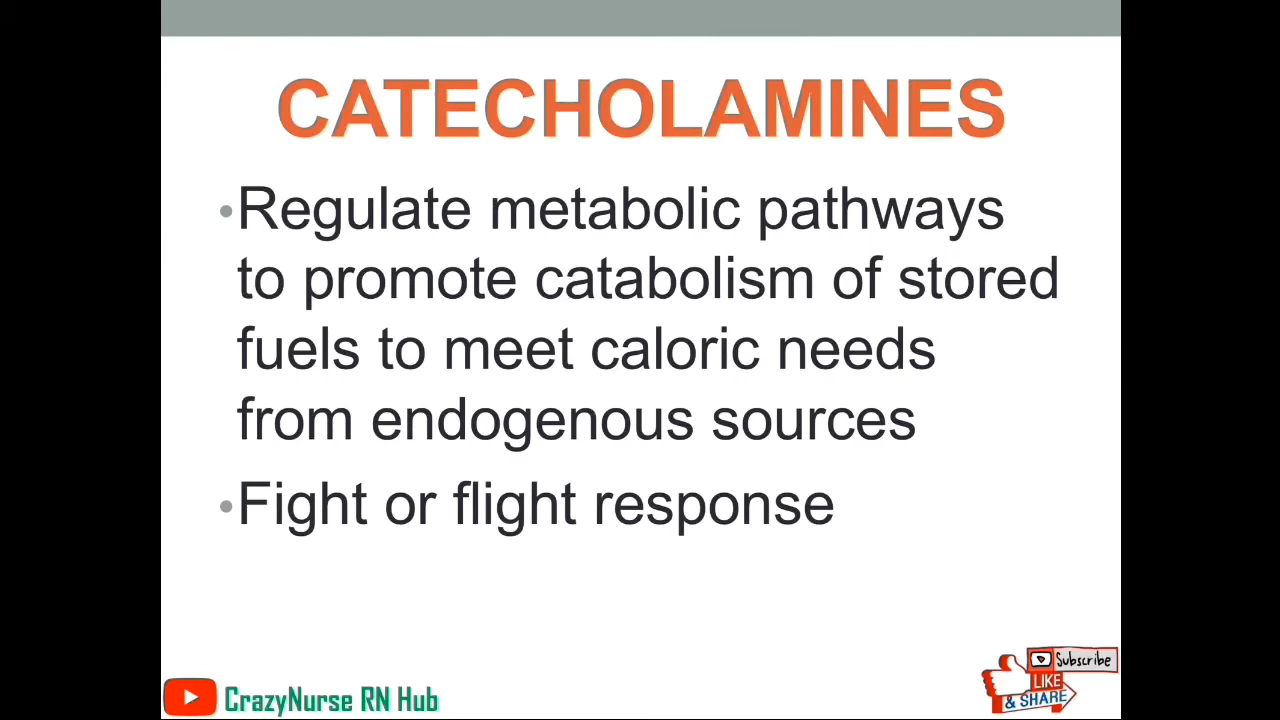 CATECHOLAMINES
•Regulate metabolic pathways
to promote catabolism of stored
fuels to meet caloric needs
from endogenous sources
•Fight or flight response
Subscribe
LIKE
& SHARE
CrazyNurse RN Hub